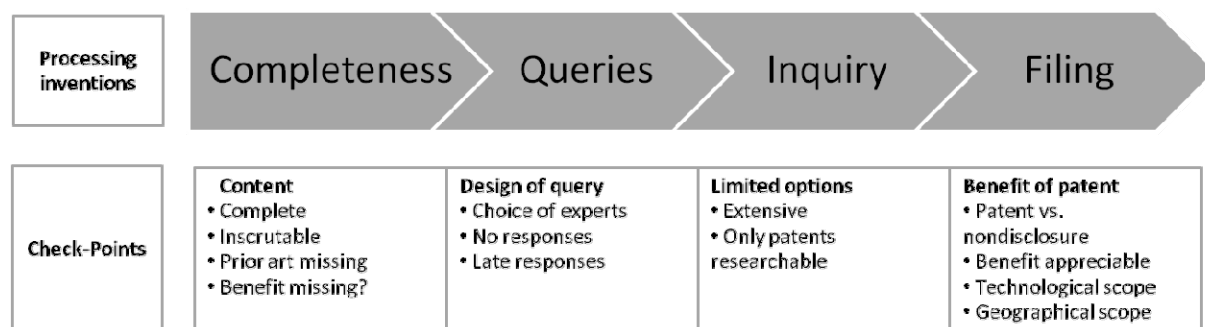 Processing
inventions
Completeness
Queries
Inquiry
Filing
Check-Points
Content
• Complete
• Inscrutable
• Prior art missing
• Benefit missing?
Design of query
• Choice of experts
• No responses
• Late responses
Limited options
• Extensive
• Only patents
researchable
Benefit of patent
• Patent vs.
nondisclosure
• Benefit appreciable
• Technological scope
• Geographical scope